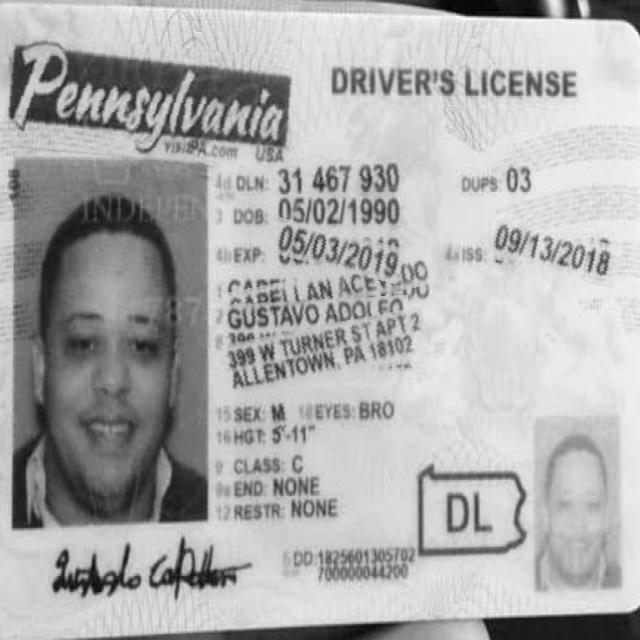 Pennsylvania
visitPA.com USA
DRIVER'S LICENSE
4d DLN: 31 467 930
DUPS: 03
3 DOB: 05/02/1990
4b EXP: 05/03/2019
4a ISS: 09/13/2018
1 CABELLAN ACEVEDO
2 GUSTAVO ADOLFO
8 399 W TURNER ST APT 2
ALLENTOWN, PA 18102
15 SEX: M 18 EYES: BRO
16 HGT: 5'-11"
9 CLASS: C
9a END: NONE
12 RESTR: NONE
DL
5 DD: 1825601305702
700000044200